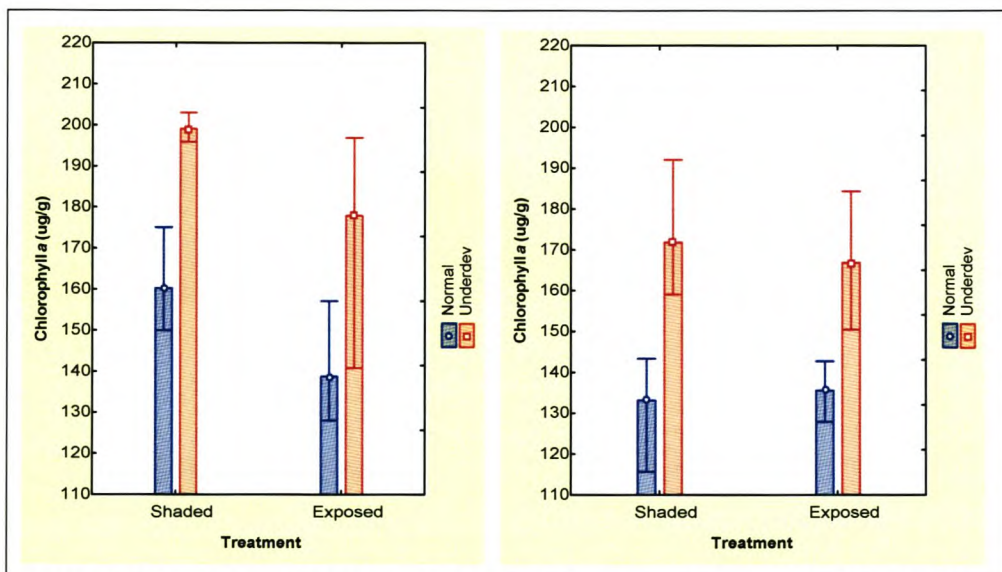 220
210
200
190
180
170
160
150
140
130
120
110
Chlorophyll a (ug/g)
Shaded Exposed
Treatment
Normal
Underdev
220
210
200
190
180
170
160
150
140
130
120
110
Chlorophyll a (ug/g)
Shaded Exposed
Treatment
Normal
Underdev